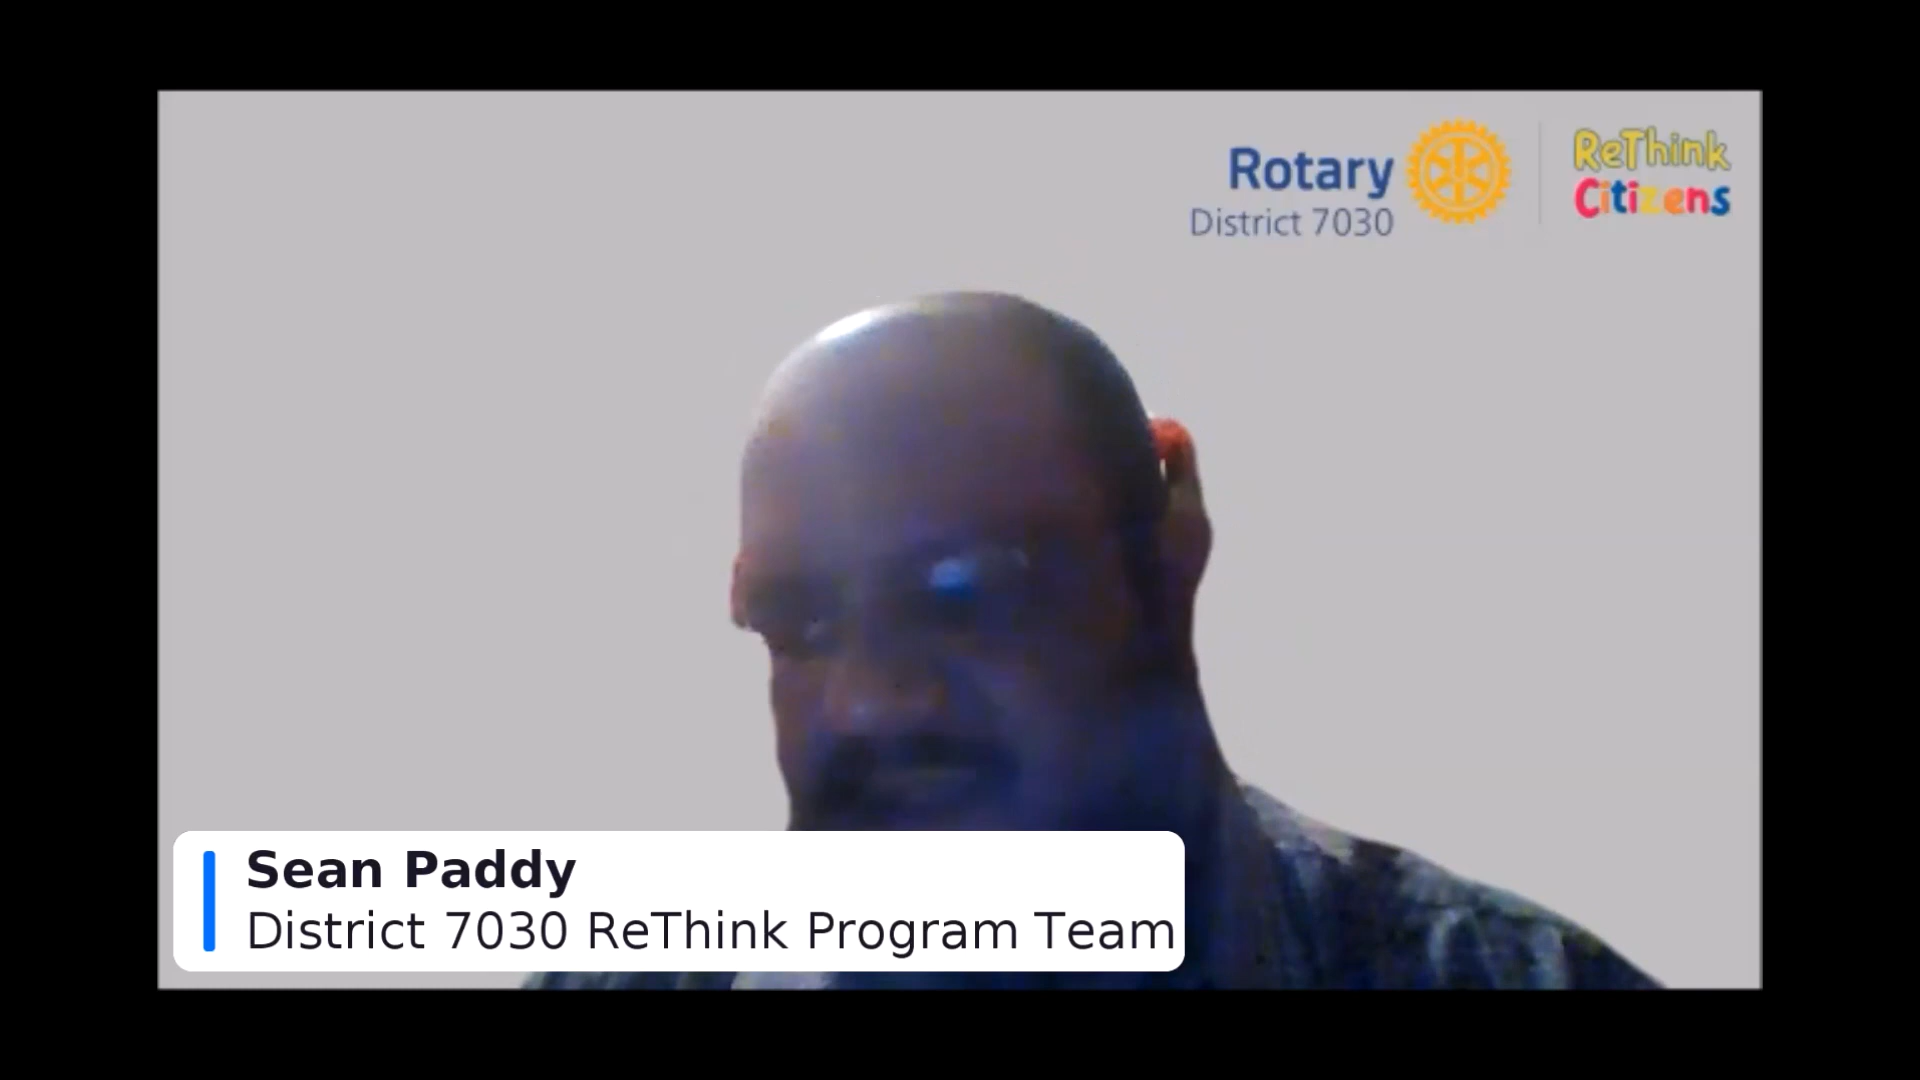 Rotary
District 7030
ReThink
Citizens
Sean Paddy
District 7030 ReThink Program Team